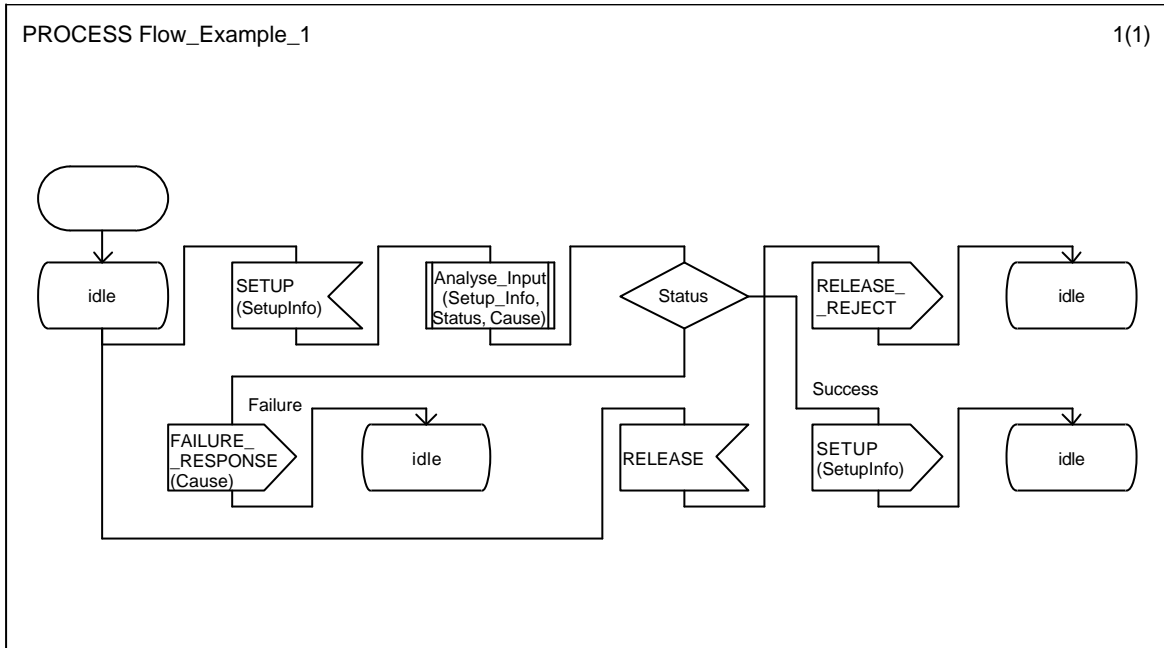 PROCESS Flow_Example_1
1(1)
idle
SETUP
(SetupInfo)
Analyse_Input
(Setup_Info,
Status, Cause)
Status
RELEASE_
_REJECT
idle
Failure
Success
FAILURE_
_RESPONSE
(Cause)
idle
RELEASE
SETUP
(SetupInfo)
idle